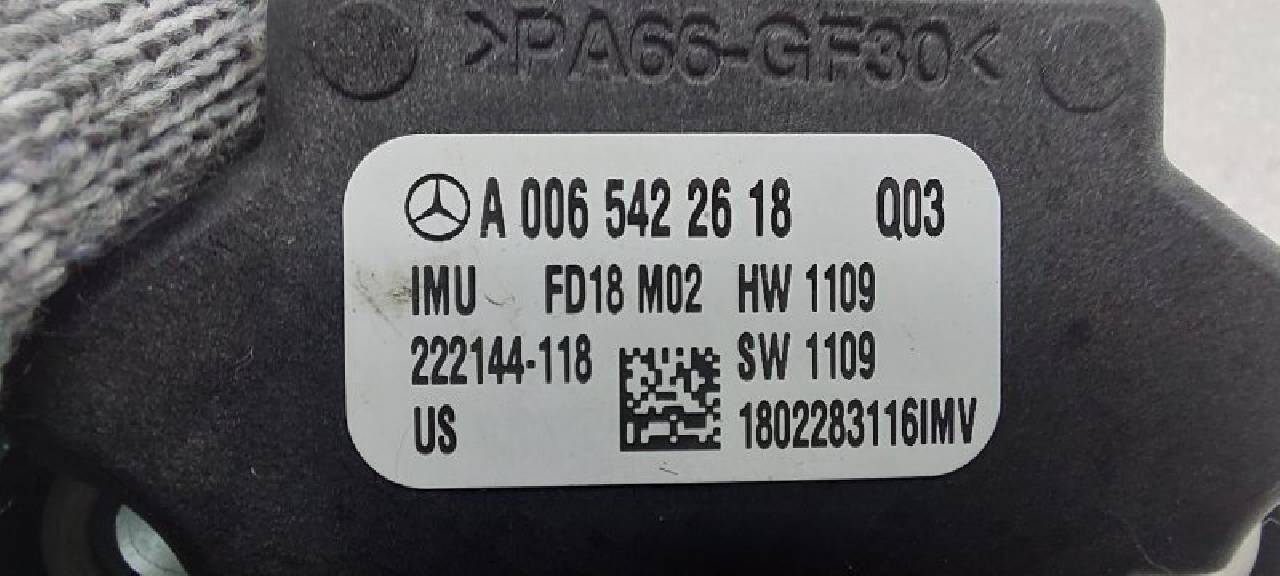 >PA66-GF30<
A 006 542 26 18 Q03
IMU FD18 M02 HW 1109
222144-118 SW 1109
US 1802283116IMV